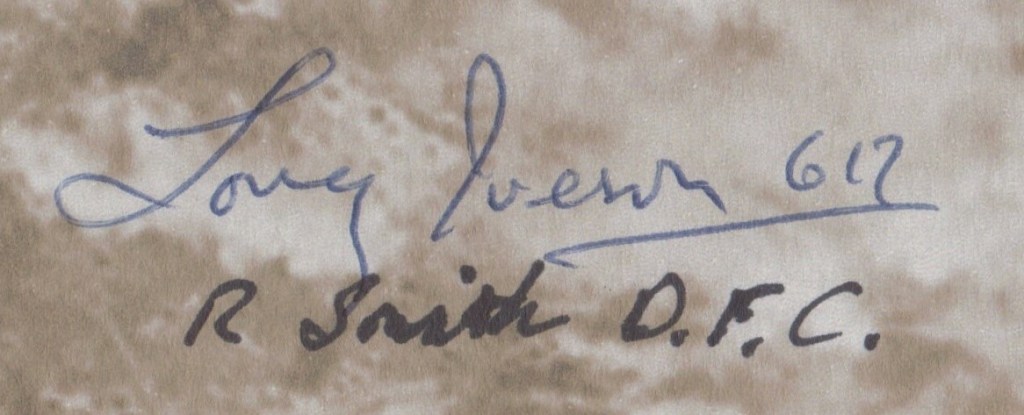 Tony Iveson 617
R Smith D.F.C.